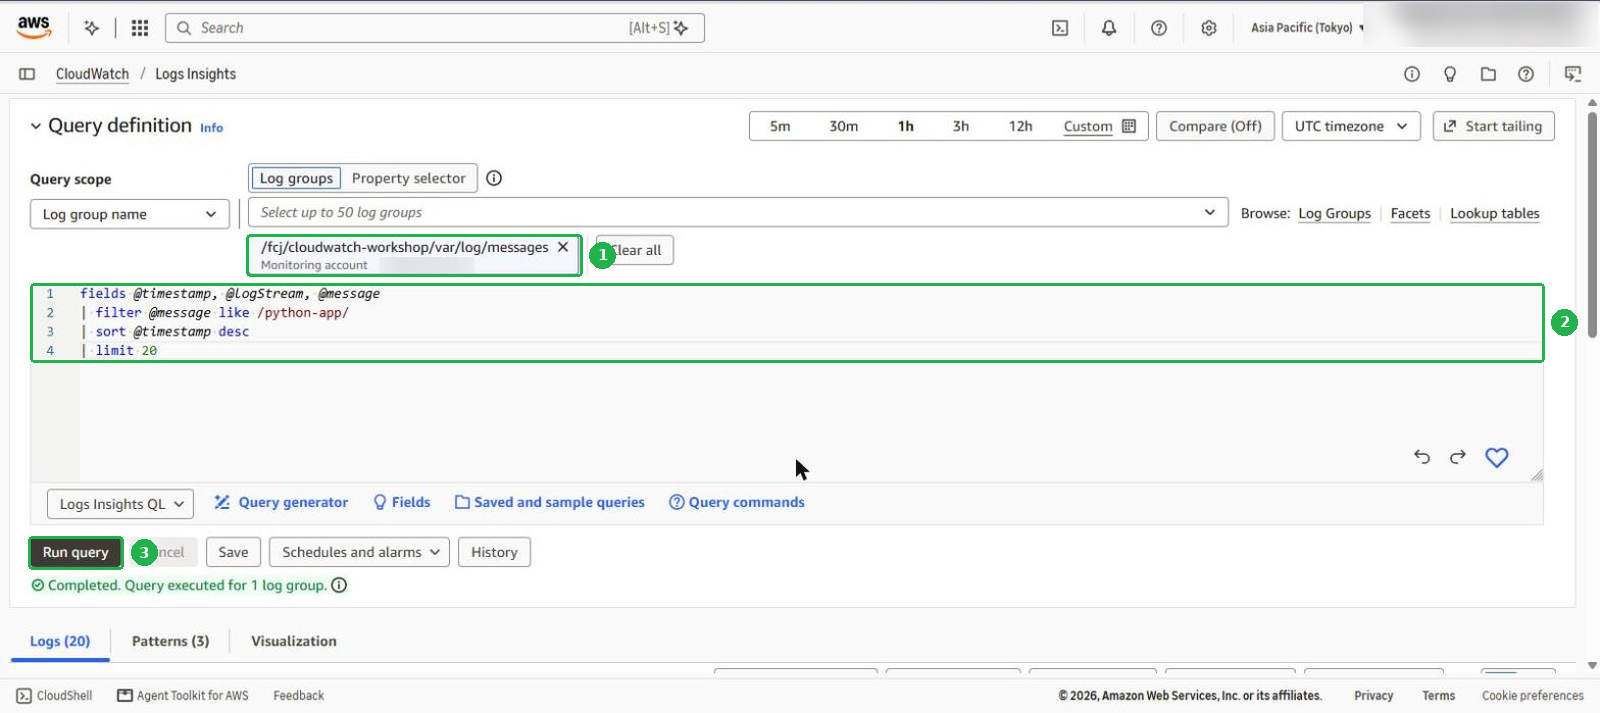 aws
Search
[Alt+S]
Asia Pacific (Tokyo)
CloudWatch / Logs Insights
Query definition Info
5m 30m 1h 3h 12h Custom
Compare (Off)
UTC timezone
Start tailing
Query scope
Log groups Property selector
Log group name
Select up to 50 log groups
Browse: Log Groups Facets Lookup tables
/fcj/cloudwatch-workshop/var/log/messages
Monitoring account
1
lear all
1 fields @timestamp, @logStream, @message
2 | filter @message like /python-app/
3 | sort @timestamp desc
4 | limit 20
2
Logs Insights QL
Query generator
Fields
Saved and sample queries
Query commands
Run query
3
ncel
Save
Schedules and alarms
History
Completed. Query executed for 1 log group.
Logs (20)
Patterns (3)
Visualization
CloudShell
Agent Toolkit for AWS
Feedback
© 2026, Amazon Web Services, Inc. or its affiliates.
Privacy
Terms
Cookie preferences